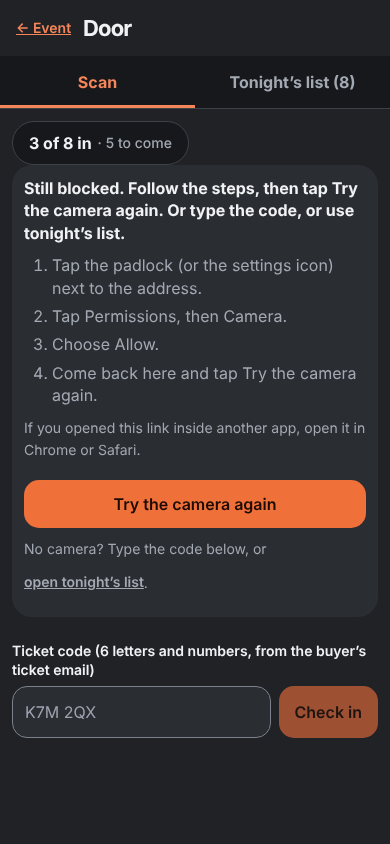 ← Event Door
Scan
Tonight's list (8)
3 of 8 in · 5 to come
Still blocked. Follow the steps, then tap Try
the camera again. Or type the code, or use
tonight's list.
1. Tap the padlock (or the settings icon)
next to the address.
2. Tap Permissions, then Camera.
3. Choose Allow.
4. Come back here and tap Try the camera
again.
If you opened this link inside another app, open it in
Chrome or Safari.
Try the camera again
No camera? Type the code below, or
open tonight's list.
Ticket code (6 letters and numbers, from the buyer's
ticket email)
K7M 2QX
Check in